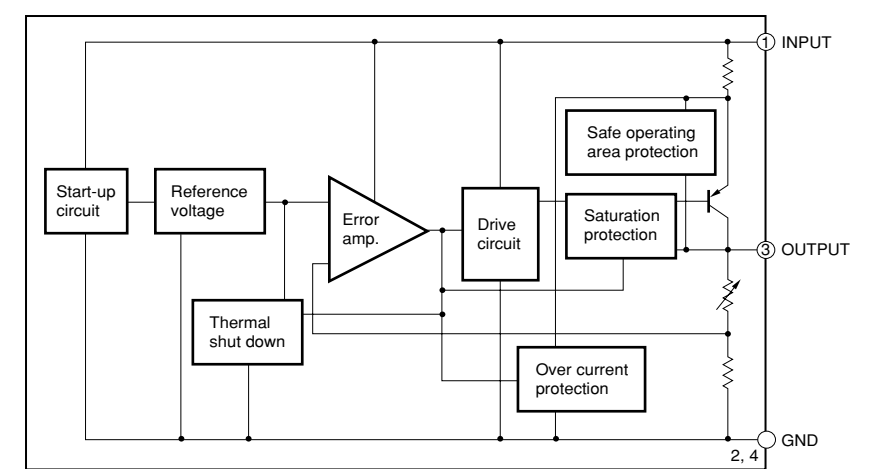 1 INPUT
Safe operating
area protection
Start-up
circuit
Reference
voltage
Error
amp.
Drive
circuit
Saturation
protection
3 OUTPUT
Thermal
shut down
Over current
protection
GND
2, 4